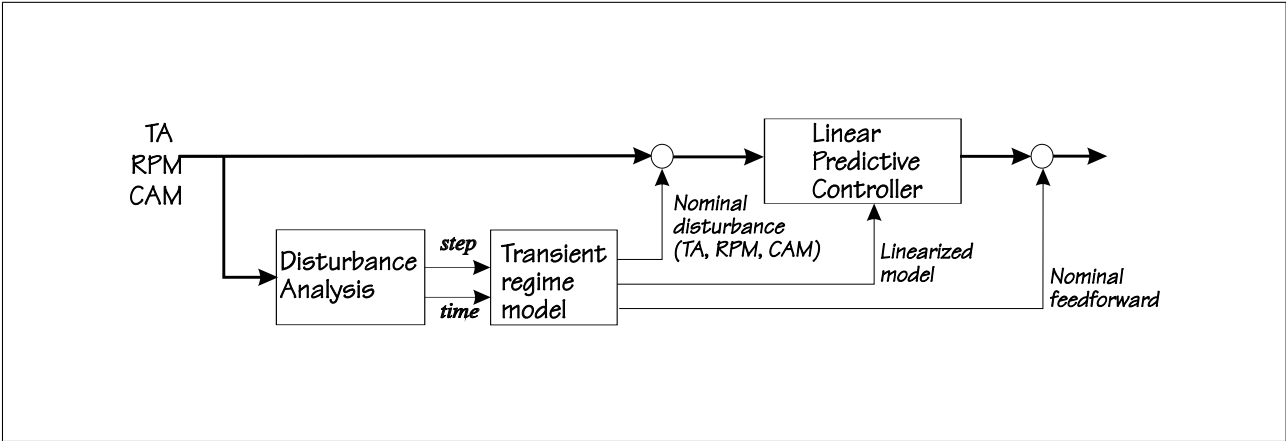 TA
RPM
CAM
Linear
Predictive
Controller
Nominal
disturbance
(TA, RPM, CAM)
step
time
Disturbance
Analysis
Transient
regime
model
Linearized
model
Nominal
feedforward